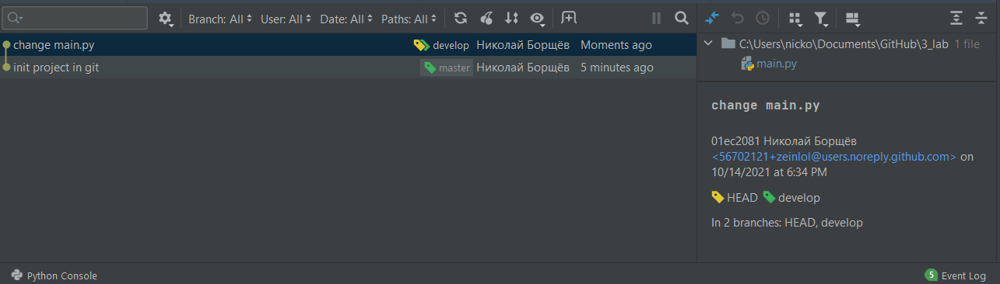 Branch: All User: All Date: All Paths: All
change main.py develop Николай Борщёв Moments ago
init project in git master Николай Борщёв 5 minutes ago
C:\Users\nicko\Documents\GitHub\3_lab 1 file
main.py
change main.py
01ec2081 Николай Борщёв
<56702121+zeinlol@users.noreply.github.com> on
10/14/2021 at 6:34 PM
HEAD develop
In 2 branches: HEAD, develop
Python Console 5 Event Log